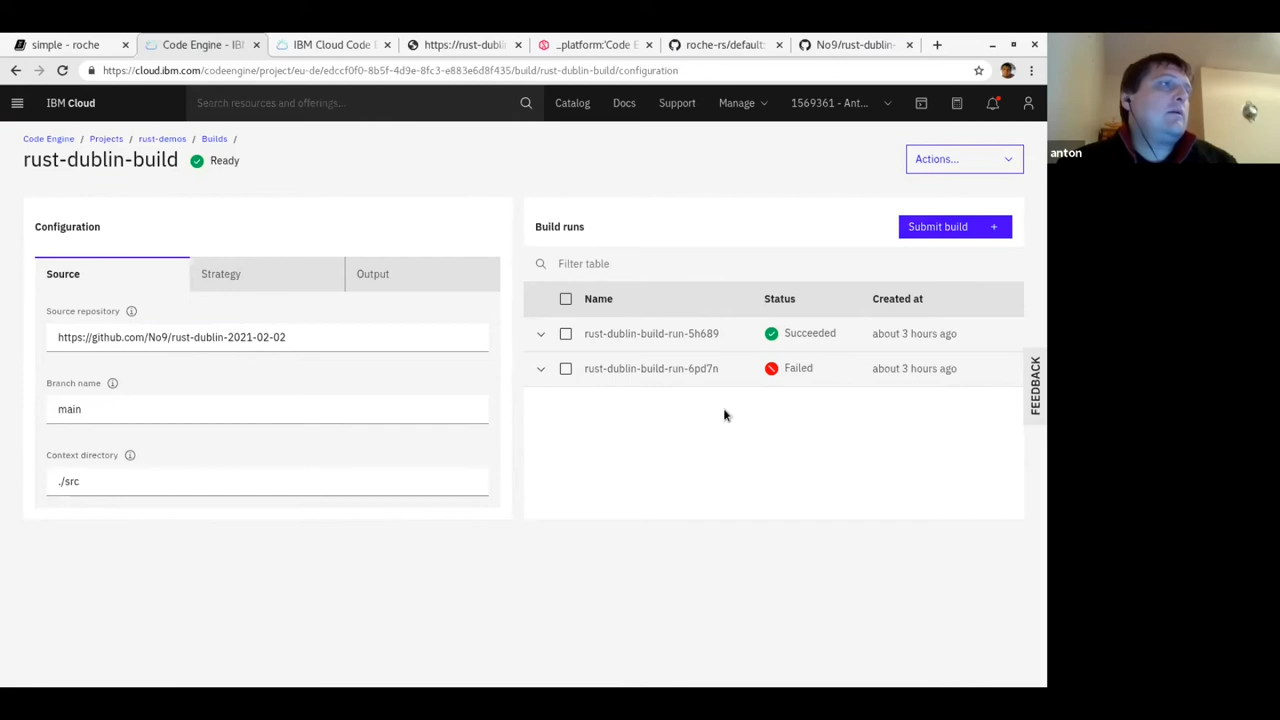 simple - roche
Code Engine - IB
IBM Cloud Code E
https://rust-dubli
_platform:'Code E
roche-rs/default:
No9/rust-dublin-
https://cloud.ibm.com/codeengine/project/eu-de/edccf0f0-8b5f-4d9e-8fc3-e883e6d8f435/build/rust-dublin-build/configuration
IBM Cloud
Search resources and offerings...
Catalog
Docs
Support
Manage
1569361 - Ant...
Code Engine / Projects / rust-demos / Builds /
rust-dublin-build
Ready
Actions...
anton
Configuration
Source
Strategy
Output
Source repository
https://github.com/No9/rust-dublin-2021-02-02
Branch name
main
Context directory
./src
Build runs
Submit build +
Filter table
Name Status Created at
rust-dublin-build-run-5h689 Succeeded about 3 hours ago
rust-dublin-build-run-6pd7n Failed about 3 hours ago
FEEDBACK